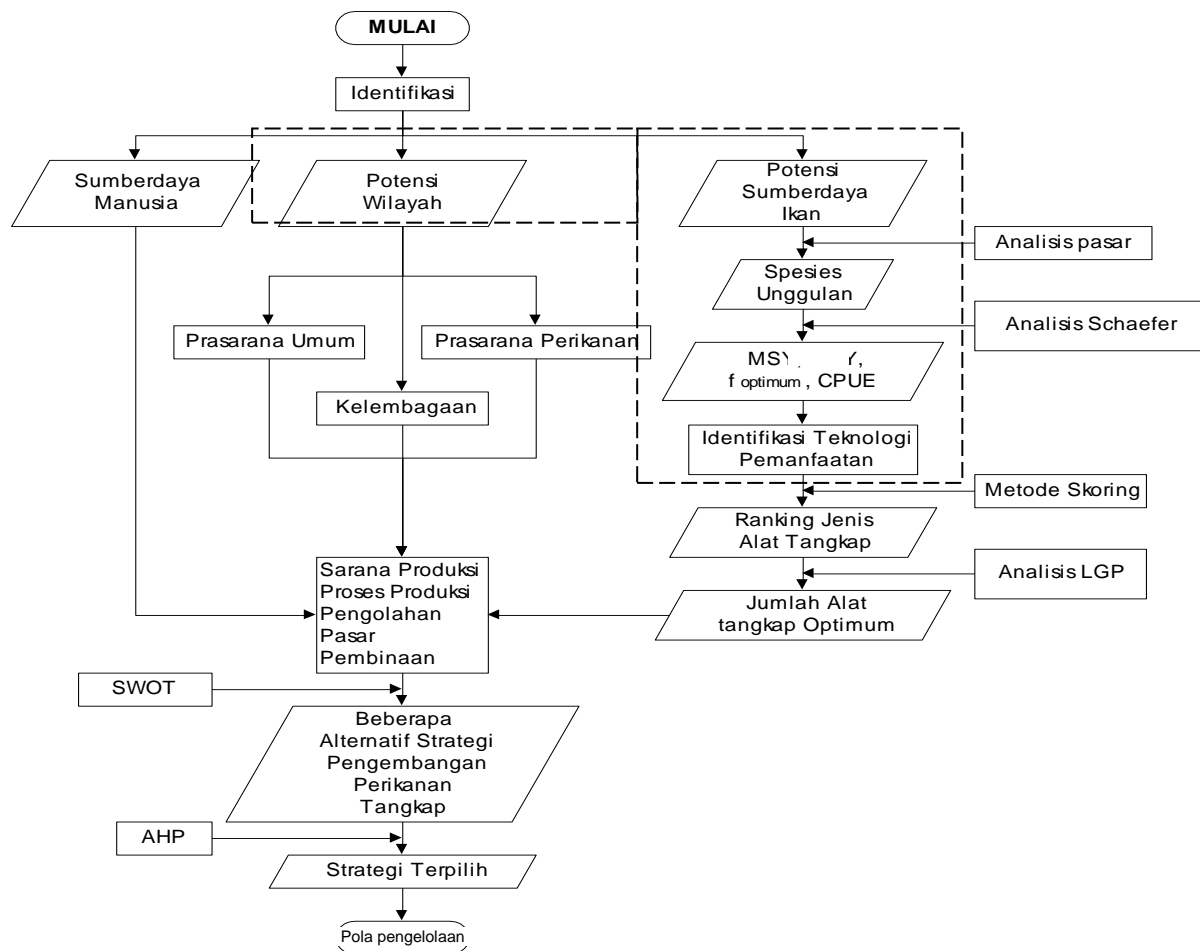 MULAI
Identifikasi
Sumberdaya
Manusia
Potensi
Wilayah
Potensi
Sumberdaya
Ikan
Analisis pasar
Spesies
Unggulan
Analisis Schaefer
Prasarana Umum
Prasarana Perikanan
f optimum, CPUE
Kelembagaan
Identifikasi Teknologi
Pemanfaatan
Metode Skoring
Ranking Jenis
Alat Tangkap
Analisis LGP
Sarana Produksi
Proses Produksi
Pengolahan
Pasar
Pembinaan
Jumlah Alat
tangkap Optimum
SWOT
Beberapa
Alternatif Strategi
Pengembangan
Perikanan
Tangkap
AHP
Strategi Terpilih
Pola pengelolaan